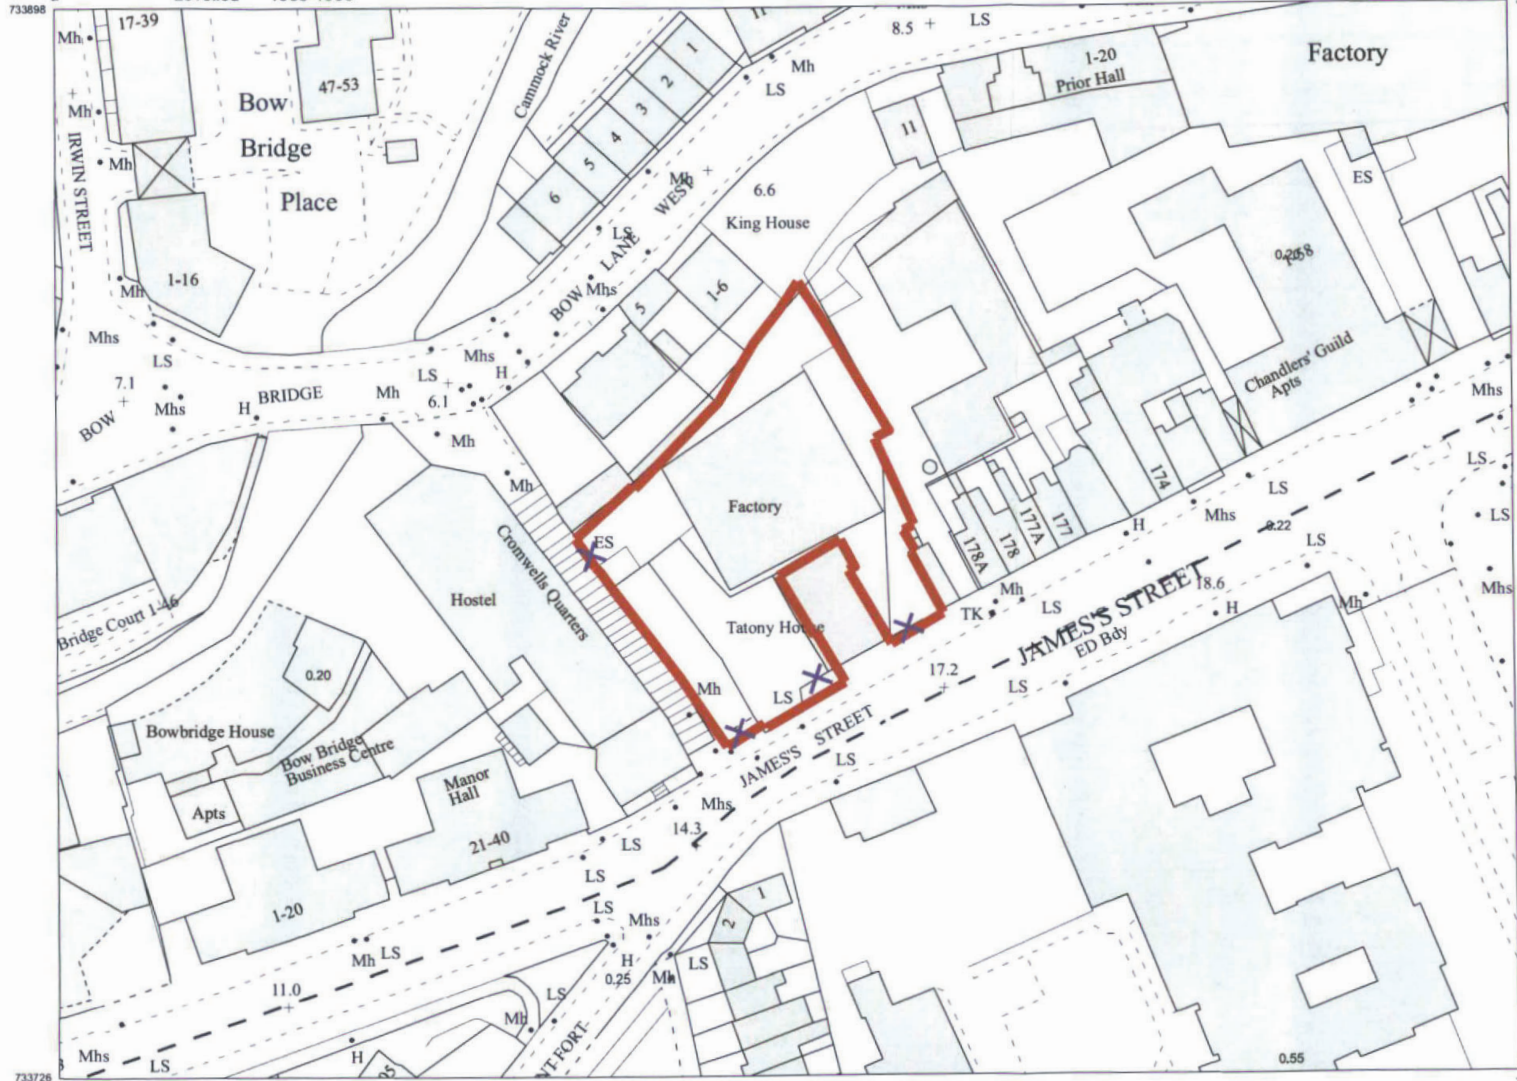 733898
17-39
Mh
Mh
Mh
IRWIN STREET
Bow
Bridge
Place
47-53
Cammock River
1
2
3
4
5
6
11
Mh
LS
8.5
LS
1-20
Prior Hall
Factory
11
ES
Mh
WEST
LS
LANE
BOW
Mhs
6.6
King House
1-6
5
1-16
Mh
Mhs
LS
7.1
Mhs
H
BOW
BRIDGE
Mh
LS
6.1
Mhs
H
Mh
Mh
Chandlers' Guild
Apts
Mhs
LS
LS
Mhs
Factory
ES
Cromwells Quarters
Hostel
Tatony House
Mh
LS
178A
178
177A
177
174
H
Mhs
LS
0.22
LS
Mh
LS
TK
JAMES'S STREET
ED Bdy
18.6
H
Mh
17.2
LS
Bridge Court 1-46
0.20
Bowbridge House
Bow Bridge
Business Centre
Apts
Manor
Hall
21-40
1-20
JAMES'S STREET
LS
Mhs
14.3
LS
LS
LS
Mhs
H
0.25
Mh
LS
2
1
Mh
LS
11.0
LS
Mh
Mhs
LS
H
NT FORT
0.55
733726